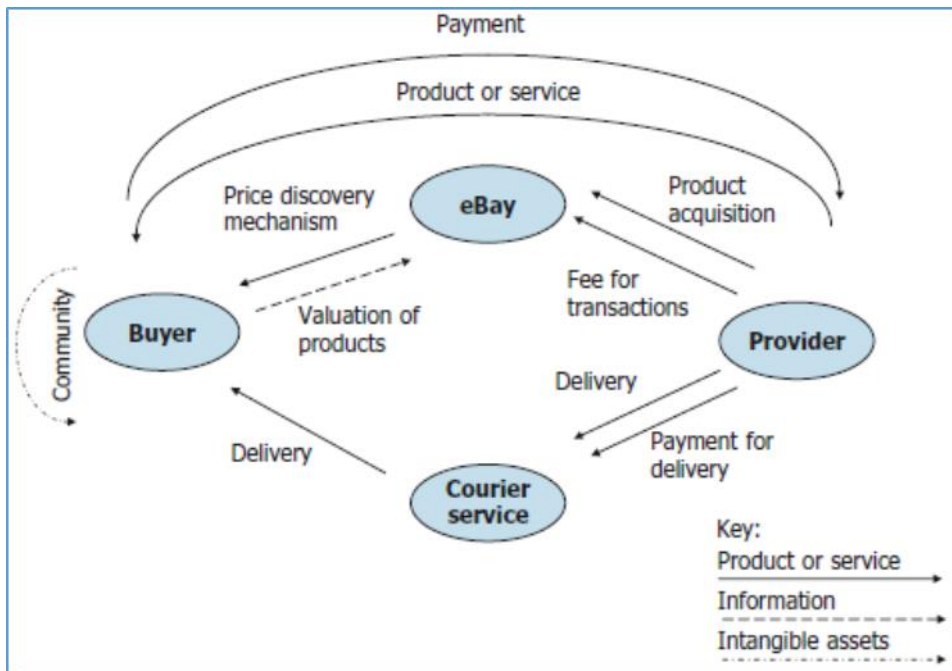 Payment
Product or service
Price discovery
mechanism
eBay
Product
acquisition
Fee for
transactions
Valuation of
products
Community
Buyer
Provider
Delivery
Payment for
delivery
Delivery
Courier
service
Key:
Product or service
Information
Intangible assets